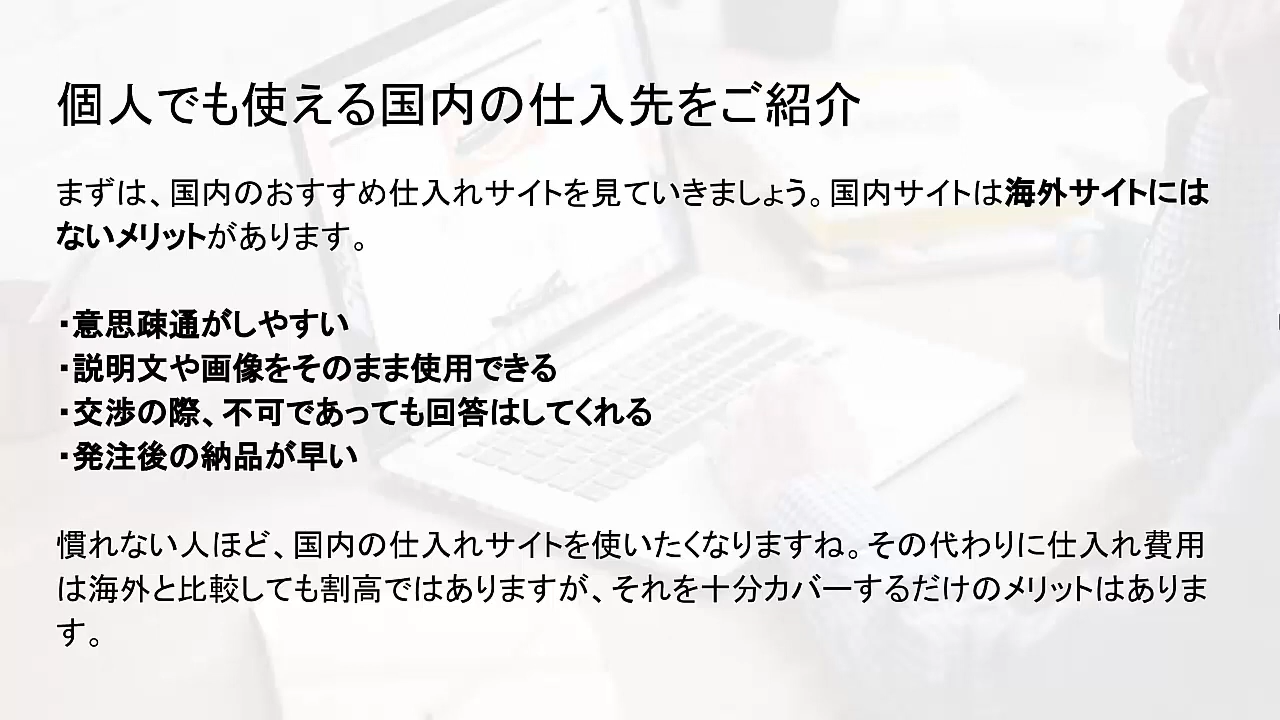 個人でも使える国内の仕入先をご紹介
まずは、国内のおすすめ仕入れサイトを見ていきましょう。国内サイトは海外サイトには
ないメリットがあります。
・意思疎通がしやすい
・説明文や画像をそのまま使用できる
・交渉の際、不可であっても回答はしてくれる
・発注後の納品が早い
慣れない人ほど、国内の仕入れサイトを使いたくなりますね。その代わりに仕入れ費用
は海外と比較しても割高ではありますが、それを十分カバーするだけのメリットはありま
す。